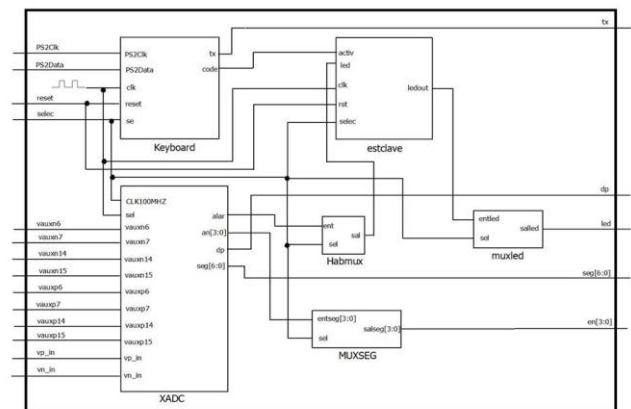 tx
PS2Clk
PS2Data
reset
selec
PS2Clk tx
PS2Data code
clk
reset
se
Keyboard
activ
led
clk ledout
rst
selec
estclave
CLK100MHZ
sel alar
vauxn6 an[3:0]
vauxn7 dp
vauxn14 seg[6:0]
vauxn15
vauxp6
vauxp7
vauxp14
vauxp15
vp_in
vn_in
XADC
vauxn6
vauxn7
vauxn14
vauxn15
vauxp6
vauxp7
vauxp14
vauxp15
vp_in
vn_in
ent
sal
sel
Habmux
entled
salled
sel
muxled
entseg[3:0]
salseg[3:0]
sel
MUXSEG
dp
led
seg[6:0]
en[3:0]